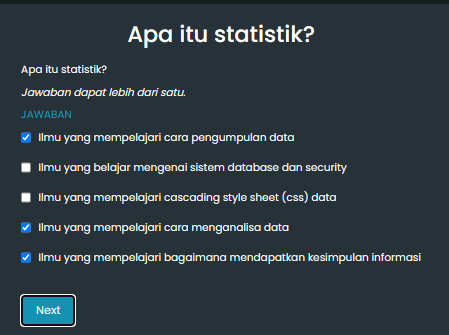 Apa itu statistik?
Apa itu statistik?
Jawaban dapat lebih dari satu.
JAWABAN
Ilmu yang mempelajari cara pengumpulan data
Ilmu yang belajar mengenai sistem database dan security
Ilmu yang mempelajari cascading style sheet (css) data
Ilmu yang mempelajari cara menganalisa data
Ilmu yang mempelajari bagaimana mendapatkan kesimpulan informasi
Next